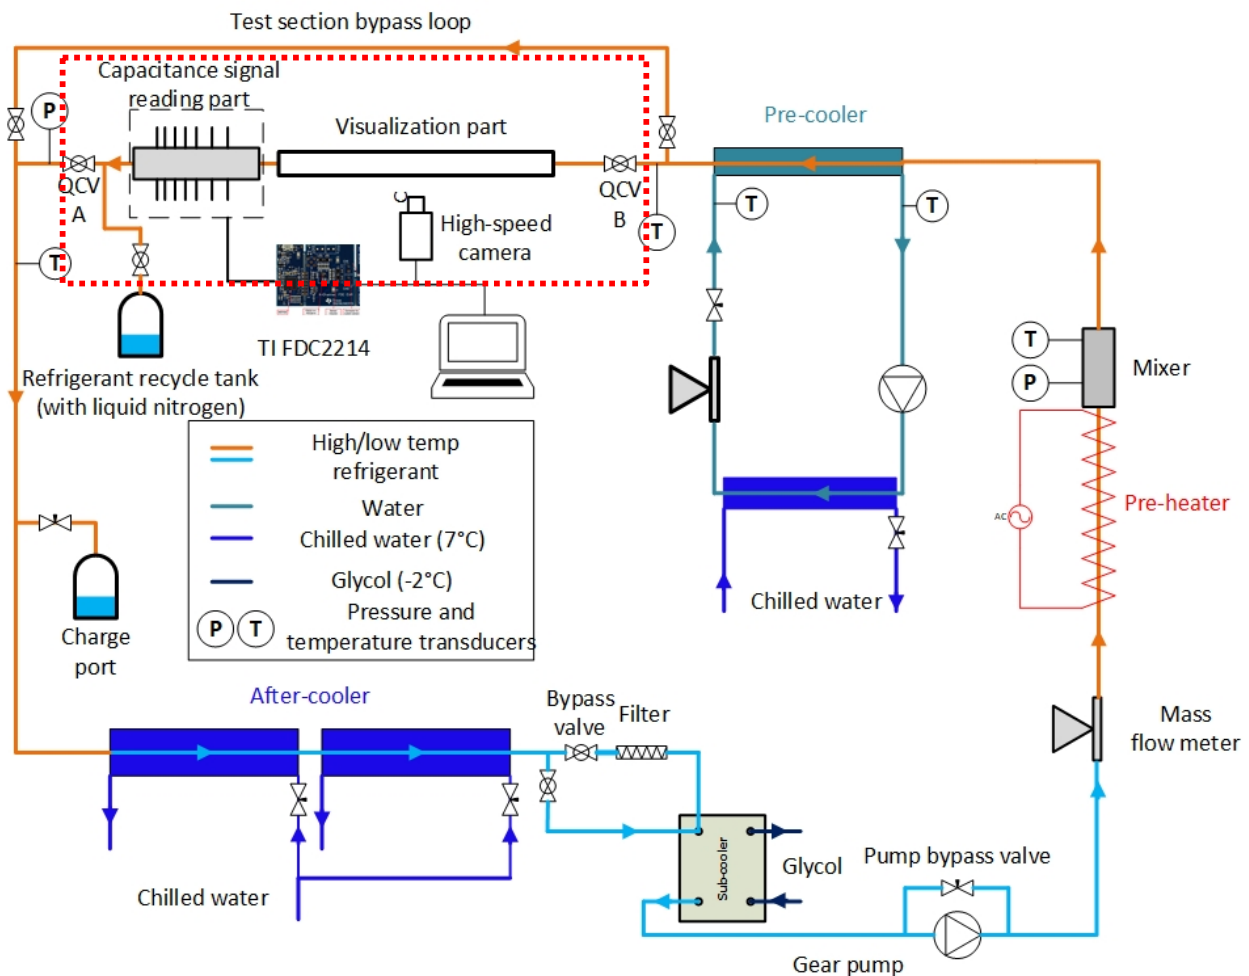 Test section bypass loop
Capacitance signal
reading part
P
Visualization part
Pre-cooler
QCV
A
QCV
B
T
T
T
T
C
High-speed
camera
TI FDC2214
Refrigerant recycle tank
(with liquid nitrogen)
T
P
Mixer
High/low temp
refrigerant
Water
Chilled water (7°C)
Glycol (-2°C)
P
T
Pressure and
temperature transducers
AC
Pre-heater
Chilled water
Charge
port
After-cooler
Bypass
valve
Filter
Mass
flow meter
Sub-cooler
Glycol
Pump bypass valve
Chilled water
Gear pump